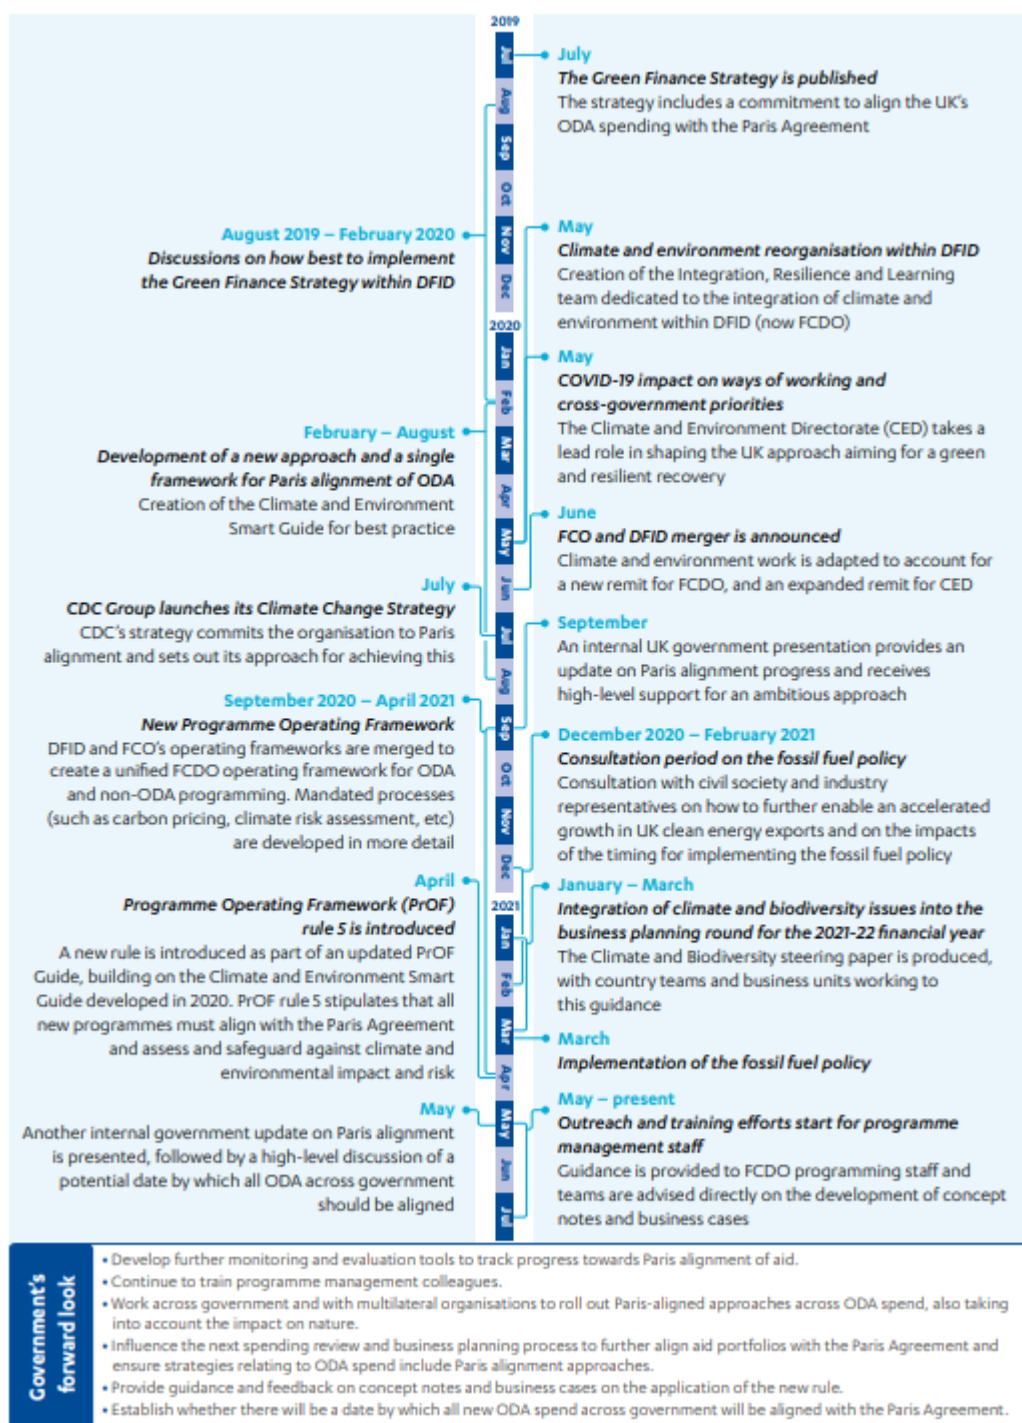 2019
Jul
Aug
Sep
Oct
Nov
Dec
2020
Jan
Feb
Mar
Apr
May
Jun
Jul
Aug
Sep
Oct
Nov
Dec
2021
Jan
Feb
Mar
Apr
May
Jun
Jul
July
The Green Finance Strategy is published
The strategy includes a commitment to align the UK's
ODA spending with the Paris Agreement
August 2019 – February 2020
Discussions on how best to implement
the Green Finance Strategy within DFID
May
Climate and environment reorganisation within DFID
Creation of the Integration, Resilience and Learning
team dedicated to the integration of climate and
environment within DFID (now FCDO)
May
COVID-19 impact on ways of working and
cross-government priorities
The Climate and Environment Directorate (CED) takes a
lead role in shaping the UK approach aiming for a green
and resilient recovery
February – August
Development of a new approach and a single
framework for Paris alignment of ODA
Creation of the Climate and Environment
Smart Guide for best practice
June
FCO and DFID merger is announced
Climate and environment work is adapted to account for
a new remit for FCDO, and an expanded remit for CED
July
CDC Group launches its Climate Change Strategy
CDC's strategy commits the organisation to Paris
alignment and sets out its approach for achieving this
September
An internal UK government presentation provides an
update on Paris alignment progress and receives
high-level support for an ambitious approach
September 2020 – April 2021
New Programme Operating Framework
DFID and FCO's operating frameworks are merged to
create a unified FCDO operating framework for ODA
and non-ODA programming. Mandated processes
(such as carbon pricing, climate risk assessment, etc)
are developed in more detail
December 2020 – February 2021
Consultation period on the fossil fuel policy
Consultation with civil society and industry
representatives on how to further enable an accelerated
growth in UK clean energy exports and on the impacts
of the timing for implementing the fossil fuel policy
April
Programme Operating Framework (PrOF)
rule 5 is introduced
A new rule is introduced as part of an updated PrOF
Guide, building on the Climate and Environment Smart
Guide developed in 2020. PrOF rule 5 stipulates that all
new programmes must align with the Paris Agreement
and assess and safeguard against climate and
environmental impact and risk
January – March
Integration of climate and biodiversity issues into the
business planning round for the 2021-22 financial year
The Climate and Biodiversity steering paper is produced,
with country teams and business units working to
this guidance
March
Implementation of the fossil fuel policy
May
Another internal government update on Paris alignment
is presented, followed by a high-level discussion of a
potential date by which all ODA across government
should be aligned
May – present
Outreach and training efforts start for programme
management staff
Guidance is provided to FCDO programming staff and
teams are advised directly on the development of concept
notes and business cases
Government's
forward look
• Develop further monitoring and evaluation tools to track progress towards Paris alignment of aid.
• Continue to train programme management colleagues.
• Work across government and with multilateral organisations to roll out Paris-aligned approaches across ODA spend, also taking
into account the impact on nature.
• Influence the next spending review and business planning process to further align aid portfolios with the Paris Agreement and
ensure strategies relating to ODA spend include Paris alignment approaches.
• Provide guidance and feedback on concept notes and business cases on the application of the new rule.
• Establish whether there will be a date by which all new ODA spend across government will be aligned with the Paris Agreement.